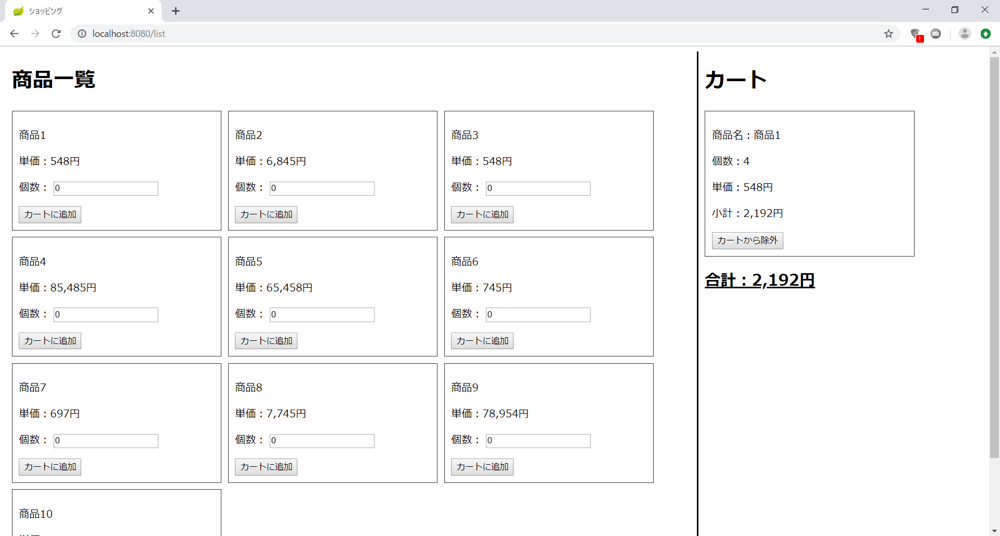 ショッピング
localhost:8080/list
商品一覧
商品1
単価：548円
個数： 0
カートに追加
商品2
単価：6,845円
個数： 0
カートに追加
商品3
単価：548円
個数： 0
カートに追加
商品4
単価：85,485円
個数： 0
カートに追加
商品5
単価：65,458円
個数： 0
カートに追加
商品6
単価：745円
個数： 0
カートに追加
商品7
単価：697円
個数： 0
カートに追加
商品8
単価：7,745円
個数： 0
カートに追加
商品9
単価：78,954円
個数： 0
カートに追加
商品10
カート
商品名：商品1
個数：4
単価：548円
小計：2,192円
カートから除外
合計：2,192円